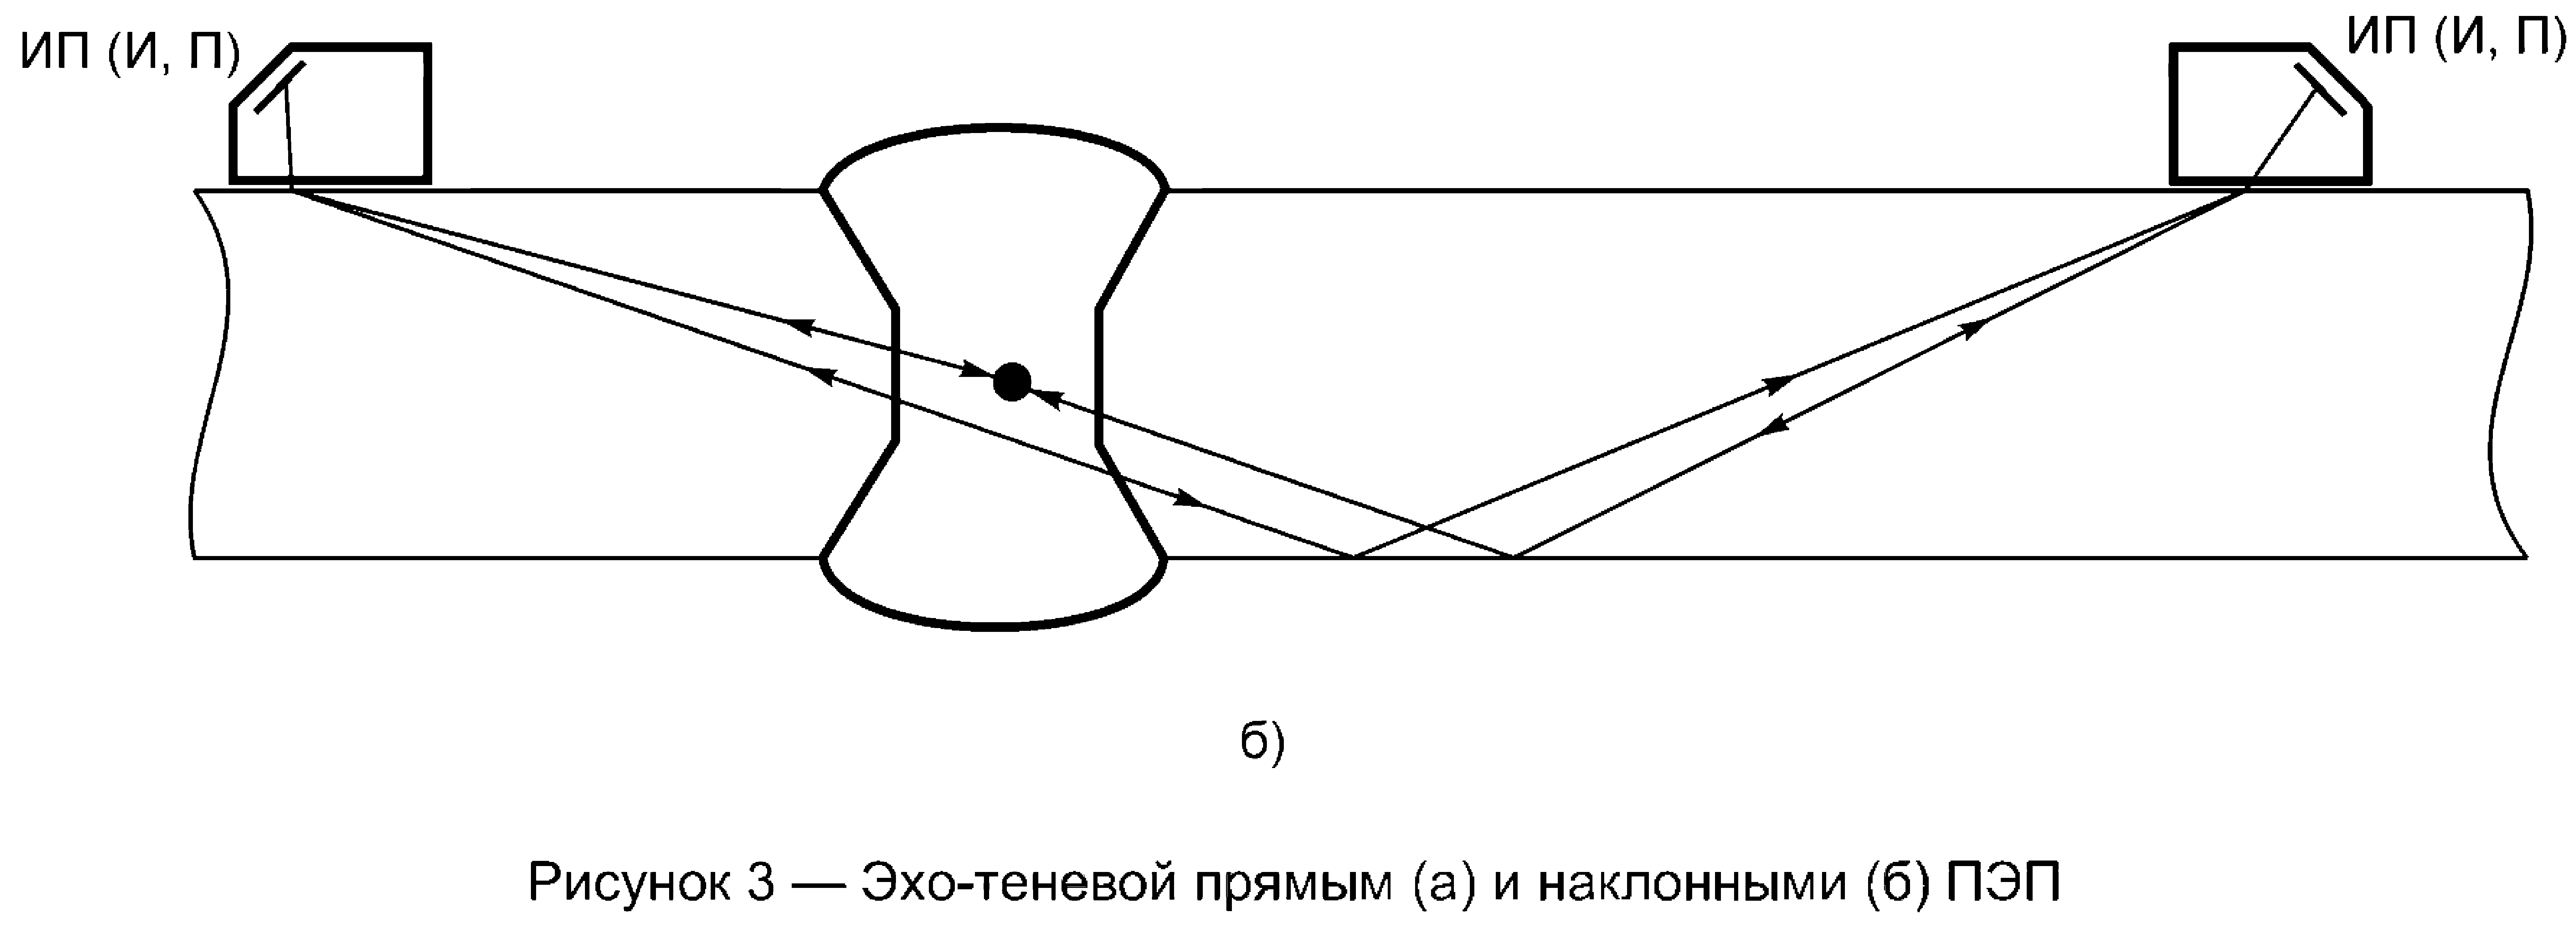 ИП (И, П)
ИП (И, П)
б)
Рисунок 3 — Эхо-теневой прямым (а) и наклонными (б) ПЭП